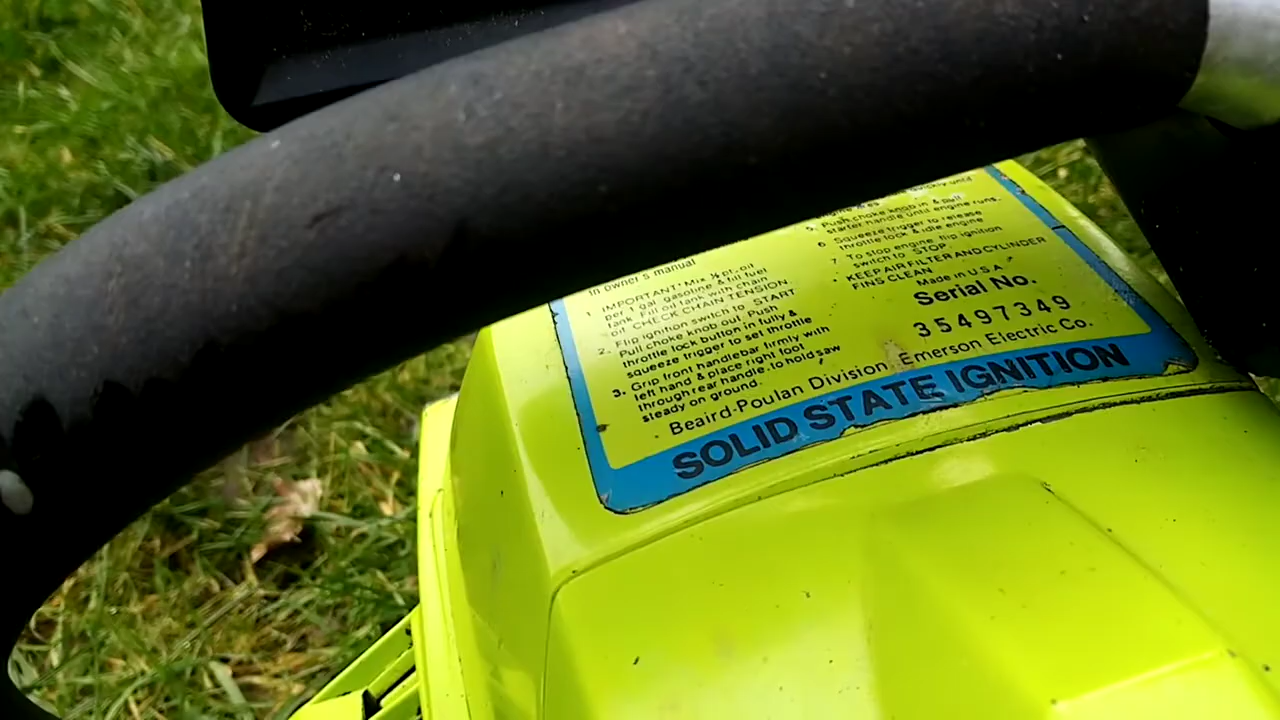 In owner's manual
1. IMPORTANT: Mix ½ pt. oil
per 1 gal. gasoline & fill fuel
tank. Fill oil tank with chain
oil. CHECK CHAIN TENSION.
2. Flip ignition switch to START
Pull choke knob out. Push
throttle lock button in fully &
squeeze trigger to set throttle
3. Grip front handlebar firmly with
left hand & place right foot
through rear handle, to hold saw
steady on ground.
quickly until
5. Push choke knob in & pull
starter handle until engine runs.
6. Squeeze trigger to release
throttle lock & idle engine
7. To stop engine flip ignition
switch to STOP
• KEEP AIR FILTER AND CYLINDER
FINS CLEAN
Made in U.S.A
Serial No.
35497349
Beaird-Poulan Division Emerson Electric Co.
SOLID STATE IGNITION